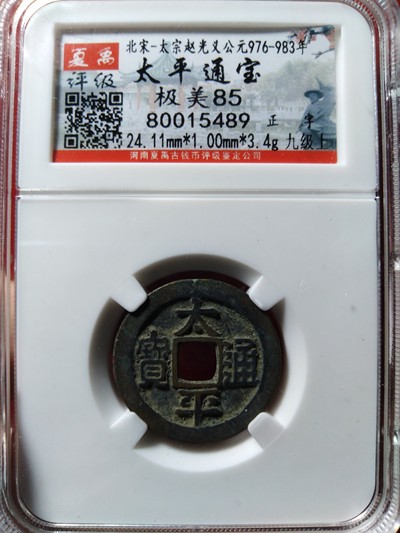 夏禹
评级
北宋-太宗赵光义公元976-983年
太平通宝
极美85
80015489 正字
24.11mm*1.00mm*3.4g 九级上
河南夏禹古钱币评级鉴定公司
太平通寶